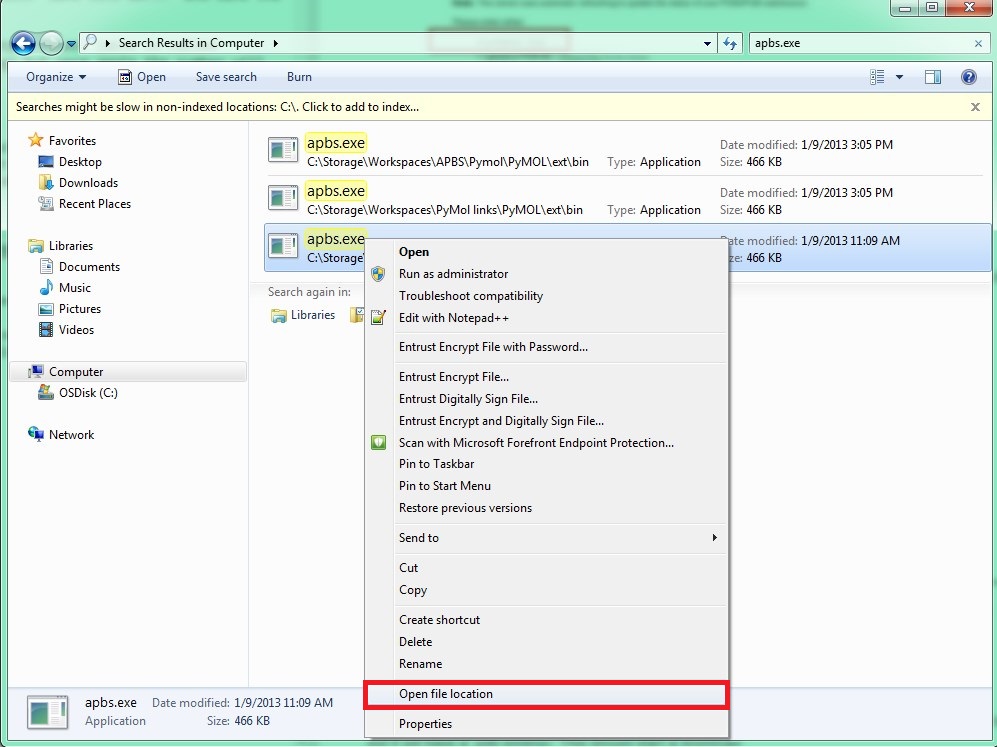 Search Results in Computer
apbs.exe
Organize Open Save search Burn
Searches might be slow in non-indexed locations: C:\. Click to add to index...
Favorites
Desktop
Downloads
Recent Places
Libraries
Documents
Music
Pictures
Videos
Computer
OSDisk (C:)
Network
apbs.exe Date modified: 1/9/2013 3:05 PM
C:\Storage\Workspaces\APBS\Pymol\PyMOL\ext\bin Type: Application Size: 466 KB
apbs.exe Date modified: 1/9/2013 3:05 PM
C:\Storage\Workspaces\PyMol links\PyMOL\ext\bin Type: Application Size: 466 KB
apbs.exe Date modified: 1/9/2013 11:09 AM
C:\Storage ze: 466 KB
Search again in:
Libraries
Open
Run as administrator
Troubleshoot compatibility
Edit with Notepad++
Entrust Encrypt File with Password...
Entrust Encrypt File...
Entrust Digitally Sign File...
Entrust Encrypt and Digitally Sign File...
Scan with Microsoft Forefront Endpoint Protection...
Pin to Taskbar
Pin to Start Menu
Restore previous versions
Send to
Cut
Copy
Create shortcut
Delete
Rename
Open file location
Properties
apbs.exe Date modified: 1/9/2013 11:09 AM
Application Size: 466 KB